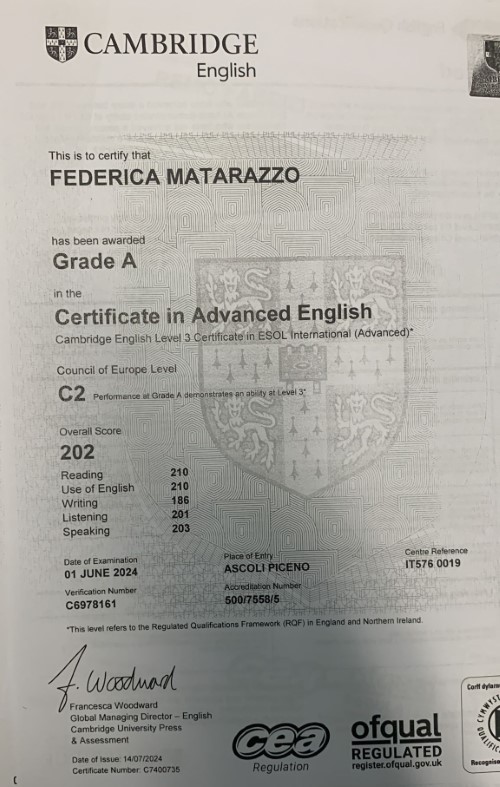 CAMBRIDGE
English
This is to certify that
FEDERICA MATARAZZO
has been awarded
Grade A
in the
Certificate in Advanced English
Cambridge English Level 3 Certificate in ESOL International (Advanced)*
Council of Europe Level
C2 Performance at Grade A demonstrates an ability at Level 3*
Overall Score
202
Reading 210
Use of English 210
Writing 186
Listening 201
Speaking 203
Date of Examination
01 JUNE 2024
Place of Entry
ASCOLI PICENO
Centre Reference
IT576 0019
Verification Number
C6978161
Accreditation Number
500/7558/5
*This level refers to the Regulated Qualifications Framework (RQF) in England and Northern Ireland.
F. Woodward
Francesca Woodward
Global Managing Director – English
Cambridge University Press
& Assessment
Date of Issue: 14/07/2024
Certificate Number: C7400735
cea
Regulation
ofqual
REGULATED
register.ofqual.gov.uk